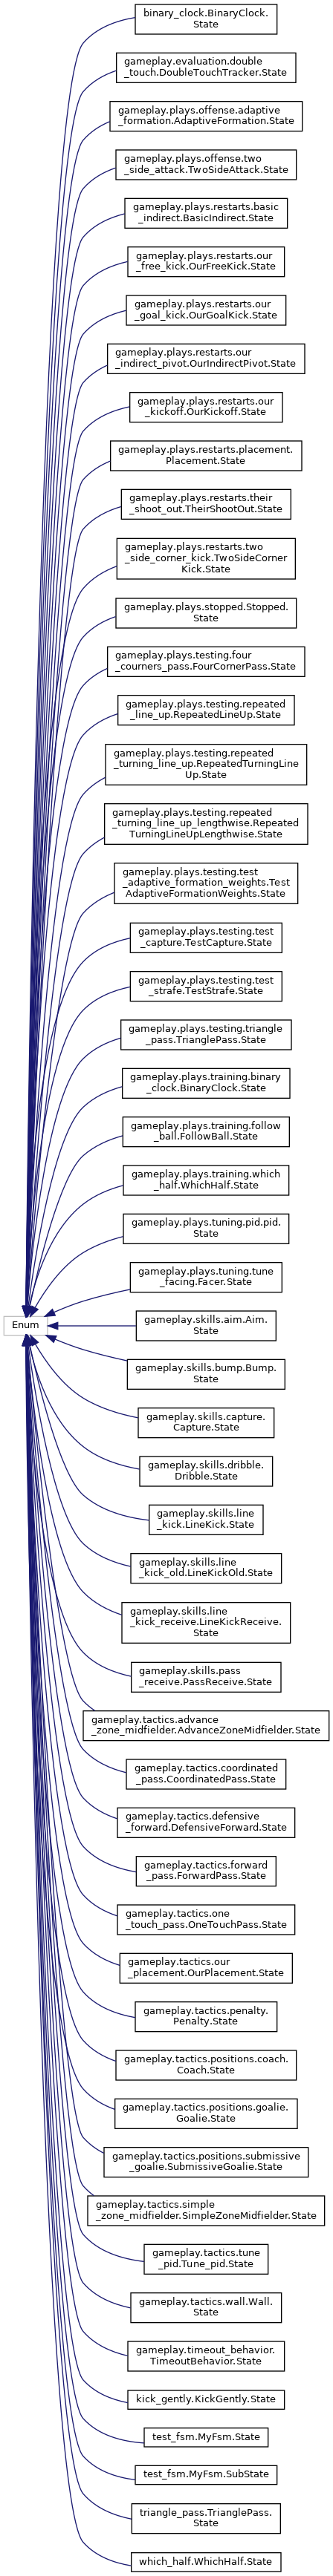 binary_clock.BinaryClock.
State
gameplay.evaluation.double
_touch.DoubleTouchTracker.State
gameplay.plays.offense.adaptive
_formation.AdaptiveFormation.State
gameplay.plays.offense.two
_side_attack.TwoSideAttack.State
gameplay.plays.restarts.basic
_indirect.BasicIndirect.State
gameplay.plays.restarts.our
_free_kick.OurFreeKick.State
gameplay.plays.restarts.our
_goal_kick.OurGoalKick.State
gameplay.plays.restarts.our
_indirect_pivot.OurIndirectPivot.State
gameplay.plays.restarts.our
_kickoff.OurKickoff.State
gameplay.plays.restarts.placement.
Placement.State
gameplay.plays.restarts.their
_shoot_out.TheirShootOut.State
gameplay.plays.restarts.two
_side_corner_kick.TwoSideCorner
Kick.State
gameplay.plays.stopped.Stopped.
State
gameplay.plays.testing.four
_courners_pass.FourCornerPass.State
gameplay.plays.testing.repeated
_line_up.RepeatedLineUp.State
gameplay.plays.testing.repeated
_turning_line_up.RepeatedTurningLine
Up.State
gameplay.plays.testing.repeated
_turning_line_up_lengthwise.Repeated
TurningLineUpLengthwise.State
gameplay.plays.testing.test
_adaptive_formation_weights.Test
AdaptiveFormationWeights.State
gameplay.plays.testing.test
_capture.TestCapture.State
gameplay.plays.testing.test
_strafe.TestStrafe.State
gameplay.plays.testing.triangle
_pass.TrianglePass.State
gameplay.plays.training.binary
_clock.BinaryClock.State
gameplay.plays.training.follow
_ball.FollowBall.State
gameplay.plays.training.which
_half.WhichHalf.State
gameplay.plays.tuning.pid.pid.
State
gameplay.plays.tuning.tune
_facing.Facer.State
Enum
gameplay.skills.aim.Aim.
State
gameplay.skills.bump.Bump.
State
gameplay.skills.capture.
Capture.State
gameplay.skills.dribble.
Dribble.State
gameplay.skills.line
_kick.LineKick.State
gameplay.skills.line
_kick_old.LineKickOld.State
gameplay.skills.line
_kick_receive.LineKickReceive.
State
gameplay.skills.pass
_receive.PassReceive.State
gameplay.tactics.advance
_zone_midfielder.AdvanceZoneMidfielder.State
gameplay.tactics.coordinated
_pass.CoordinatedPass.State
gameplay.tactics.defensive
_forward.DefensiveForward.State
gameplay.tactics.forward
_pass.ForwardPass.State
gameplay.tactics.one
_touch_pass.OneTouchPass.State
gameplay.tactics.our
_placement.OurPlacement.State
gameplay.tactics.penalty.
Penalty.State
gameplay.tactics.positions.coach.
Coach.State
gameplay.tactics.positions.goalie.
Goalie.State
gameplay.tactics.positions.submissive
_goalie.SubmissiveGoalie.State
gameplay.tactics.simple
_zone_midfielder.SimpleZoneMidfielder.State
gameplay.tactics.tune
_pid.Tune_pid.State
gameplay.tactics.wall.Wall.
State
gameplay.timeout_behavior.
TimeoutBehavior.State
kick_gently.KickGently.State
test_fsm.MyFsm.State
test_fsm.MyFsm.SubState
triangle_pass.TrianglePass.
State
which_half.WhichHalf.State